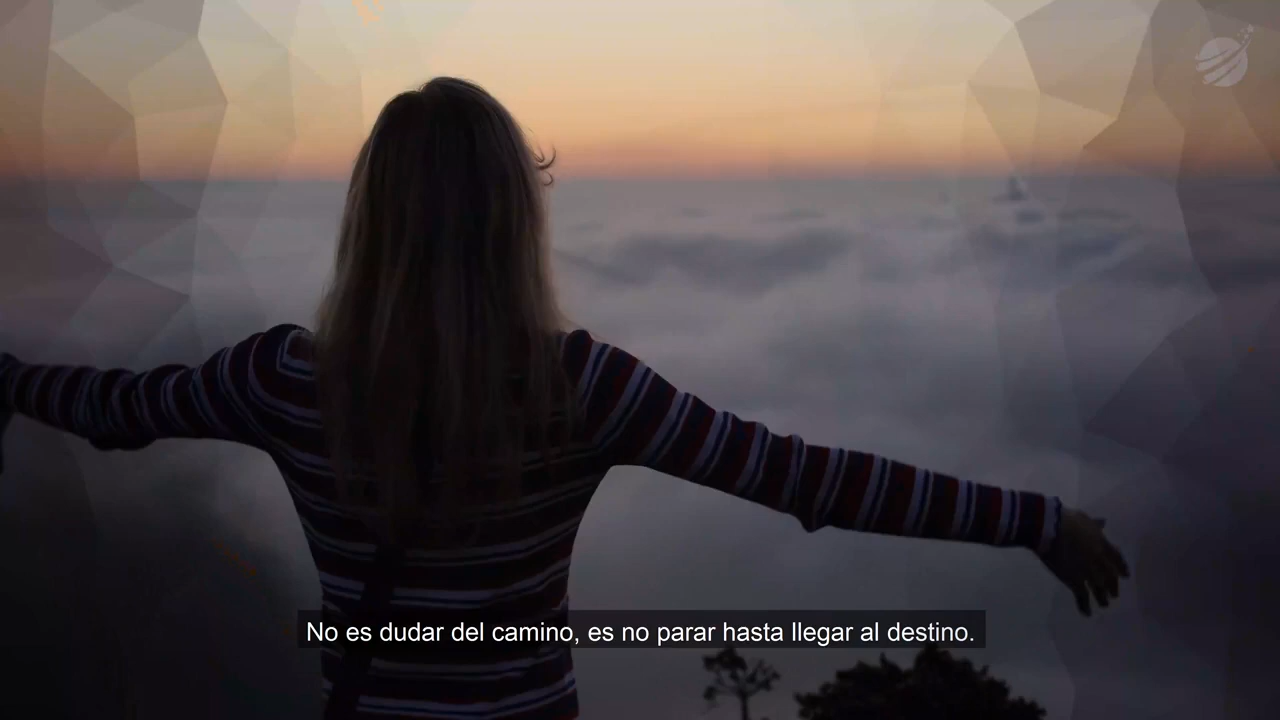 No es dudar del camino, es no parar hasta llegar al destino.